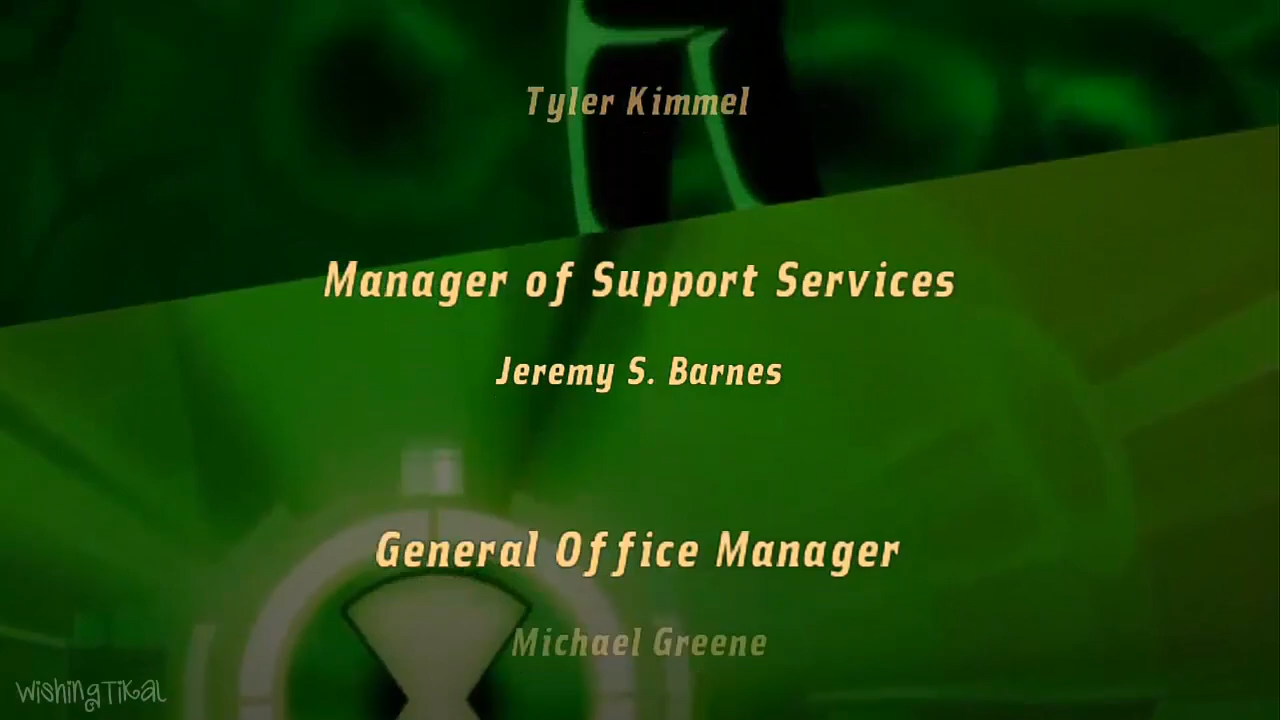 Tyler Kimmel
Manager of Support Services
Jeremy S. Barnes
General Office Manager
Michael Greene
wishingTikal